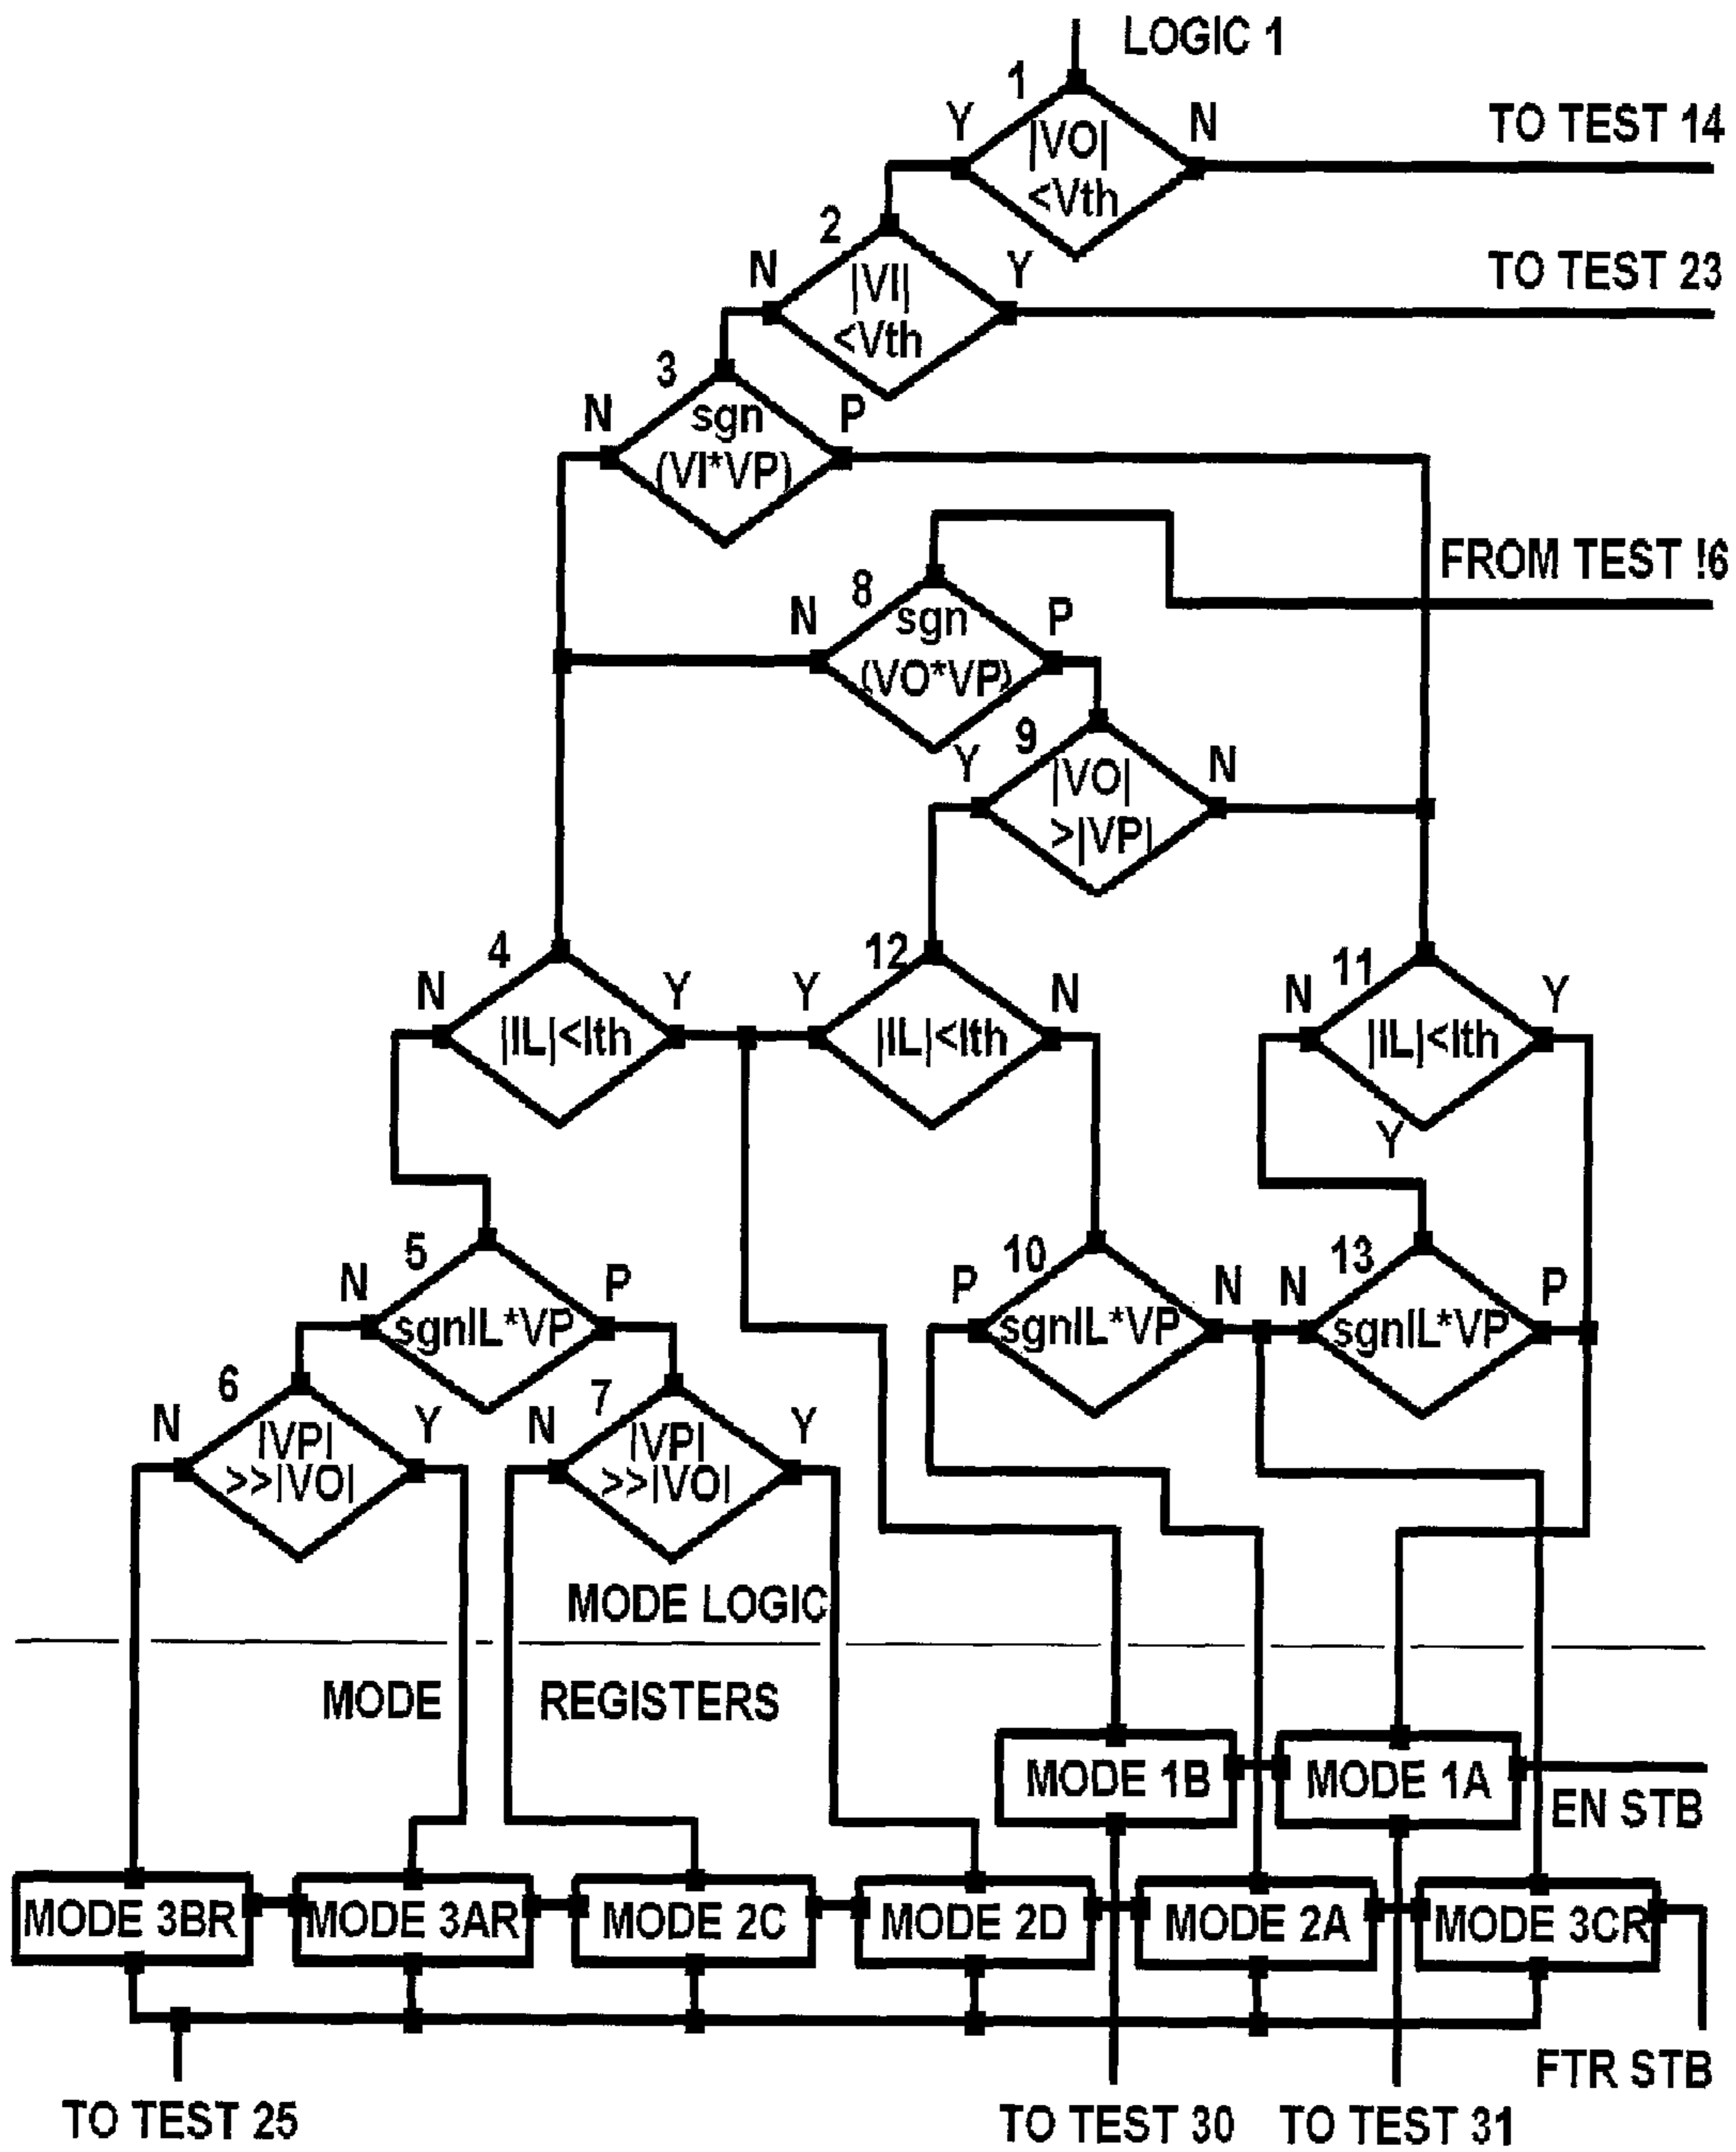 LOGIC 1
1
Y
|VO|
<Vth
N
TO TEST 14
2
N
|VI|
<Vth
Y
TO TEST 23
3
N
sgn
(VI*VP)
P
FROM TEST !6
8
N
sgn
(VO*VP)
P
9
Y
|VO|
>|VP|
N
4
N
|IL|<Ith
Y
12
Y
|IL|<Ith
N
11
N
|IL|<Ith
Y
Y
5
N
sgnIL*VP
P
10
P
sgnIL*VP
N
13
N
sgnIL*VP
P
6
N
|VP|
>>|VO|
Y
7
N
|VP|
>>|VO|
Y
MODE LOGIC
MODE REGISTERS
MODE 1B
MODE 1A
EN STB
MODE 3BR
MODE 3AR
MODE 2C
MODE 2D
MODE 2A
MODE 3CR
FTR STB
TO TEST 25
TO TEST 30
TO TEST 31